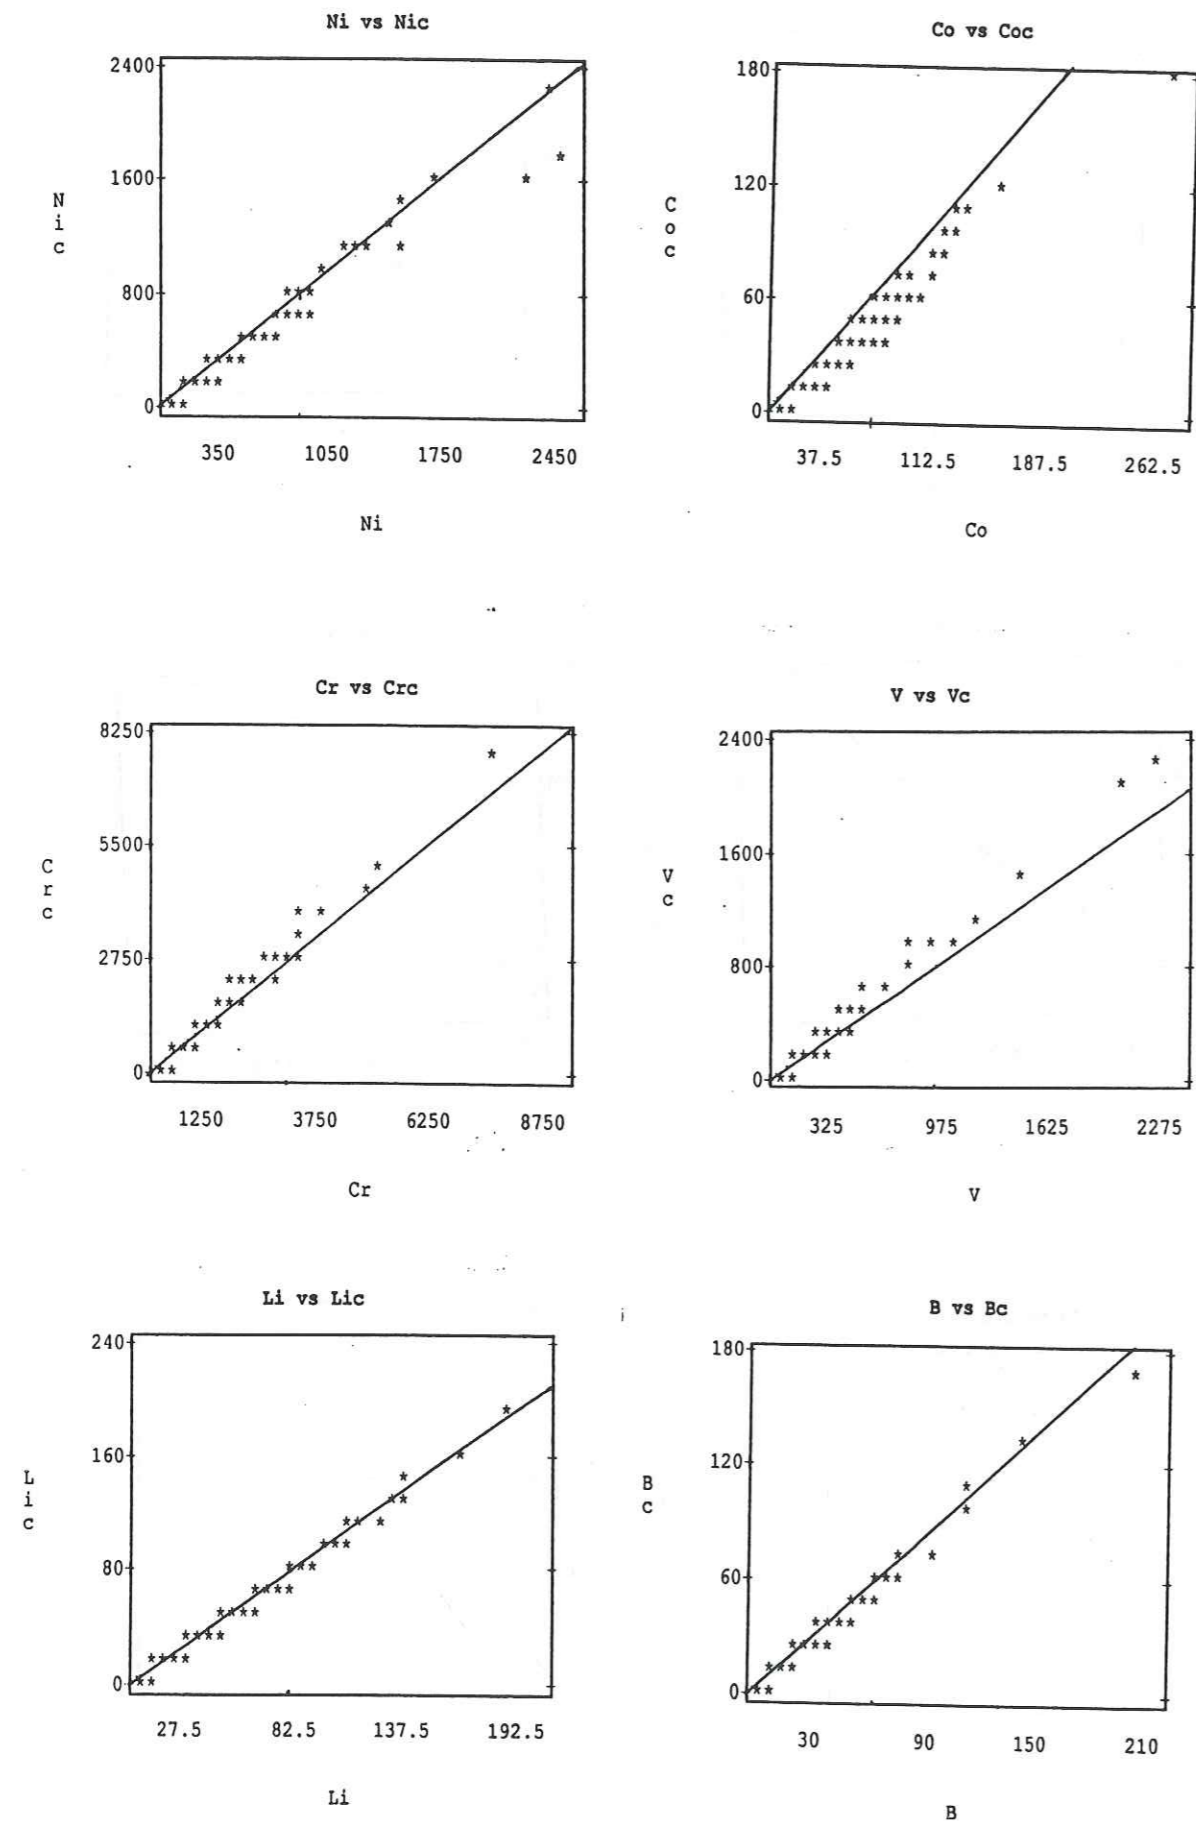 Ni vs Nic
2400
1600
800
0
N
i
c
350 1050 1750 2450
Ni
Co vs Coc
180
120
60
0
C
o
c
37.5 112.5 187.5 262.5
Co
Cr vs Crc
8250
5500
2750
0
C
r
c
1250 3750 6250 8750
Cr
V vs Vc
2400
1600
800
0
V
c
325 975 1625 2275
V
Li vs Lic
240
160
80
0
L
i
c
27.5 82.5 137.5 192.5
Li
B vs Bc
180
120
60
0
B
c
30 90 150 210
B